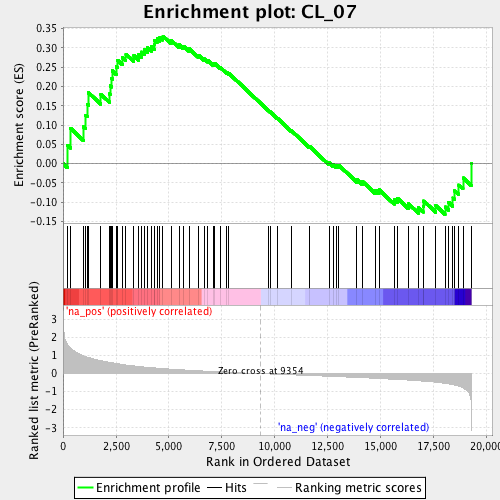 Enrichment plot: CL_07
Enrichment score (ES)
0.35
0.30
0.25
0.20
0.15
0.10
0.05
0.00
-0.05
-0.10
-0.15
'na_pos' (positively correlated)
Ranked list metric (PreRanked)
3
2
1
0
-1
-2
-3
Zero cross at 9354
'na_neg' (negatively correlated)
0
2,500
5,000
7,500
10,000
12,500
15,000
17,500
20,000
Rank in Ordered Dataset
Enrichment profile
Hits
Ranking metric scores